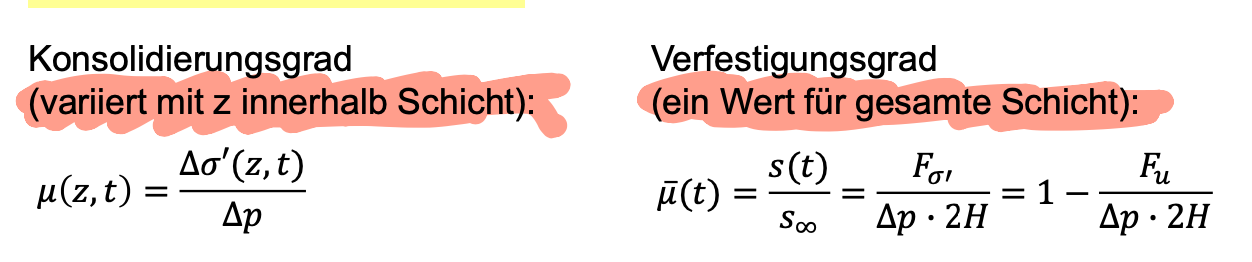 Konsolidierungsgrad
(variiert mit z innerhalb Schicht):
μ(z, t) = Δσ′(z, t) / Δp
Verfestigungsgrad
(ein Wert für gesamte Schicht):
μ̄(t) = s(t) / s∞ = Fσ′ / Δp · 2H = 1 − Fu / Δp · 2H